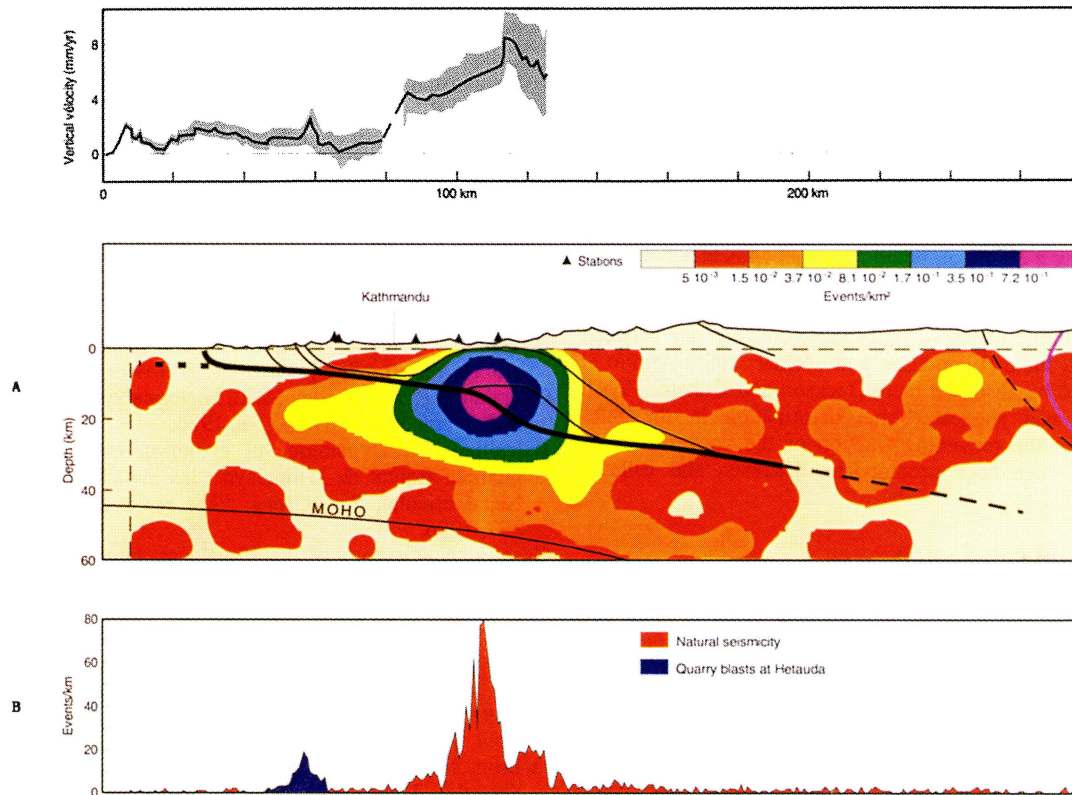 Vertical vélocity (mm/yr)
8
4
0
0
100 km
200 km
▲ Stations
5 10⁻³ 1.5 10⁻² 3.7 10⁻² 8.1 10⁻² 1.7 10⁻¹ 3.5 10⁻¹ 7.2 10⁻¹
Events/km²
Kathmandu
A
Depth (km)
0
20
40
60
MOHO
B
Events/km
80
60
40
20
0
Natural seismicity
Quarry blasts at Hetauda